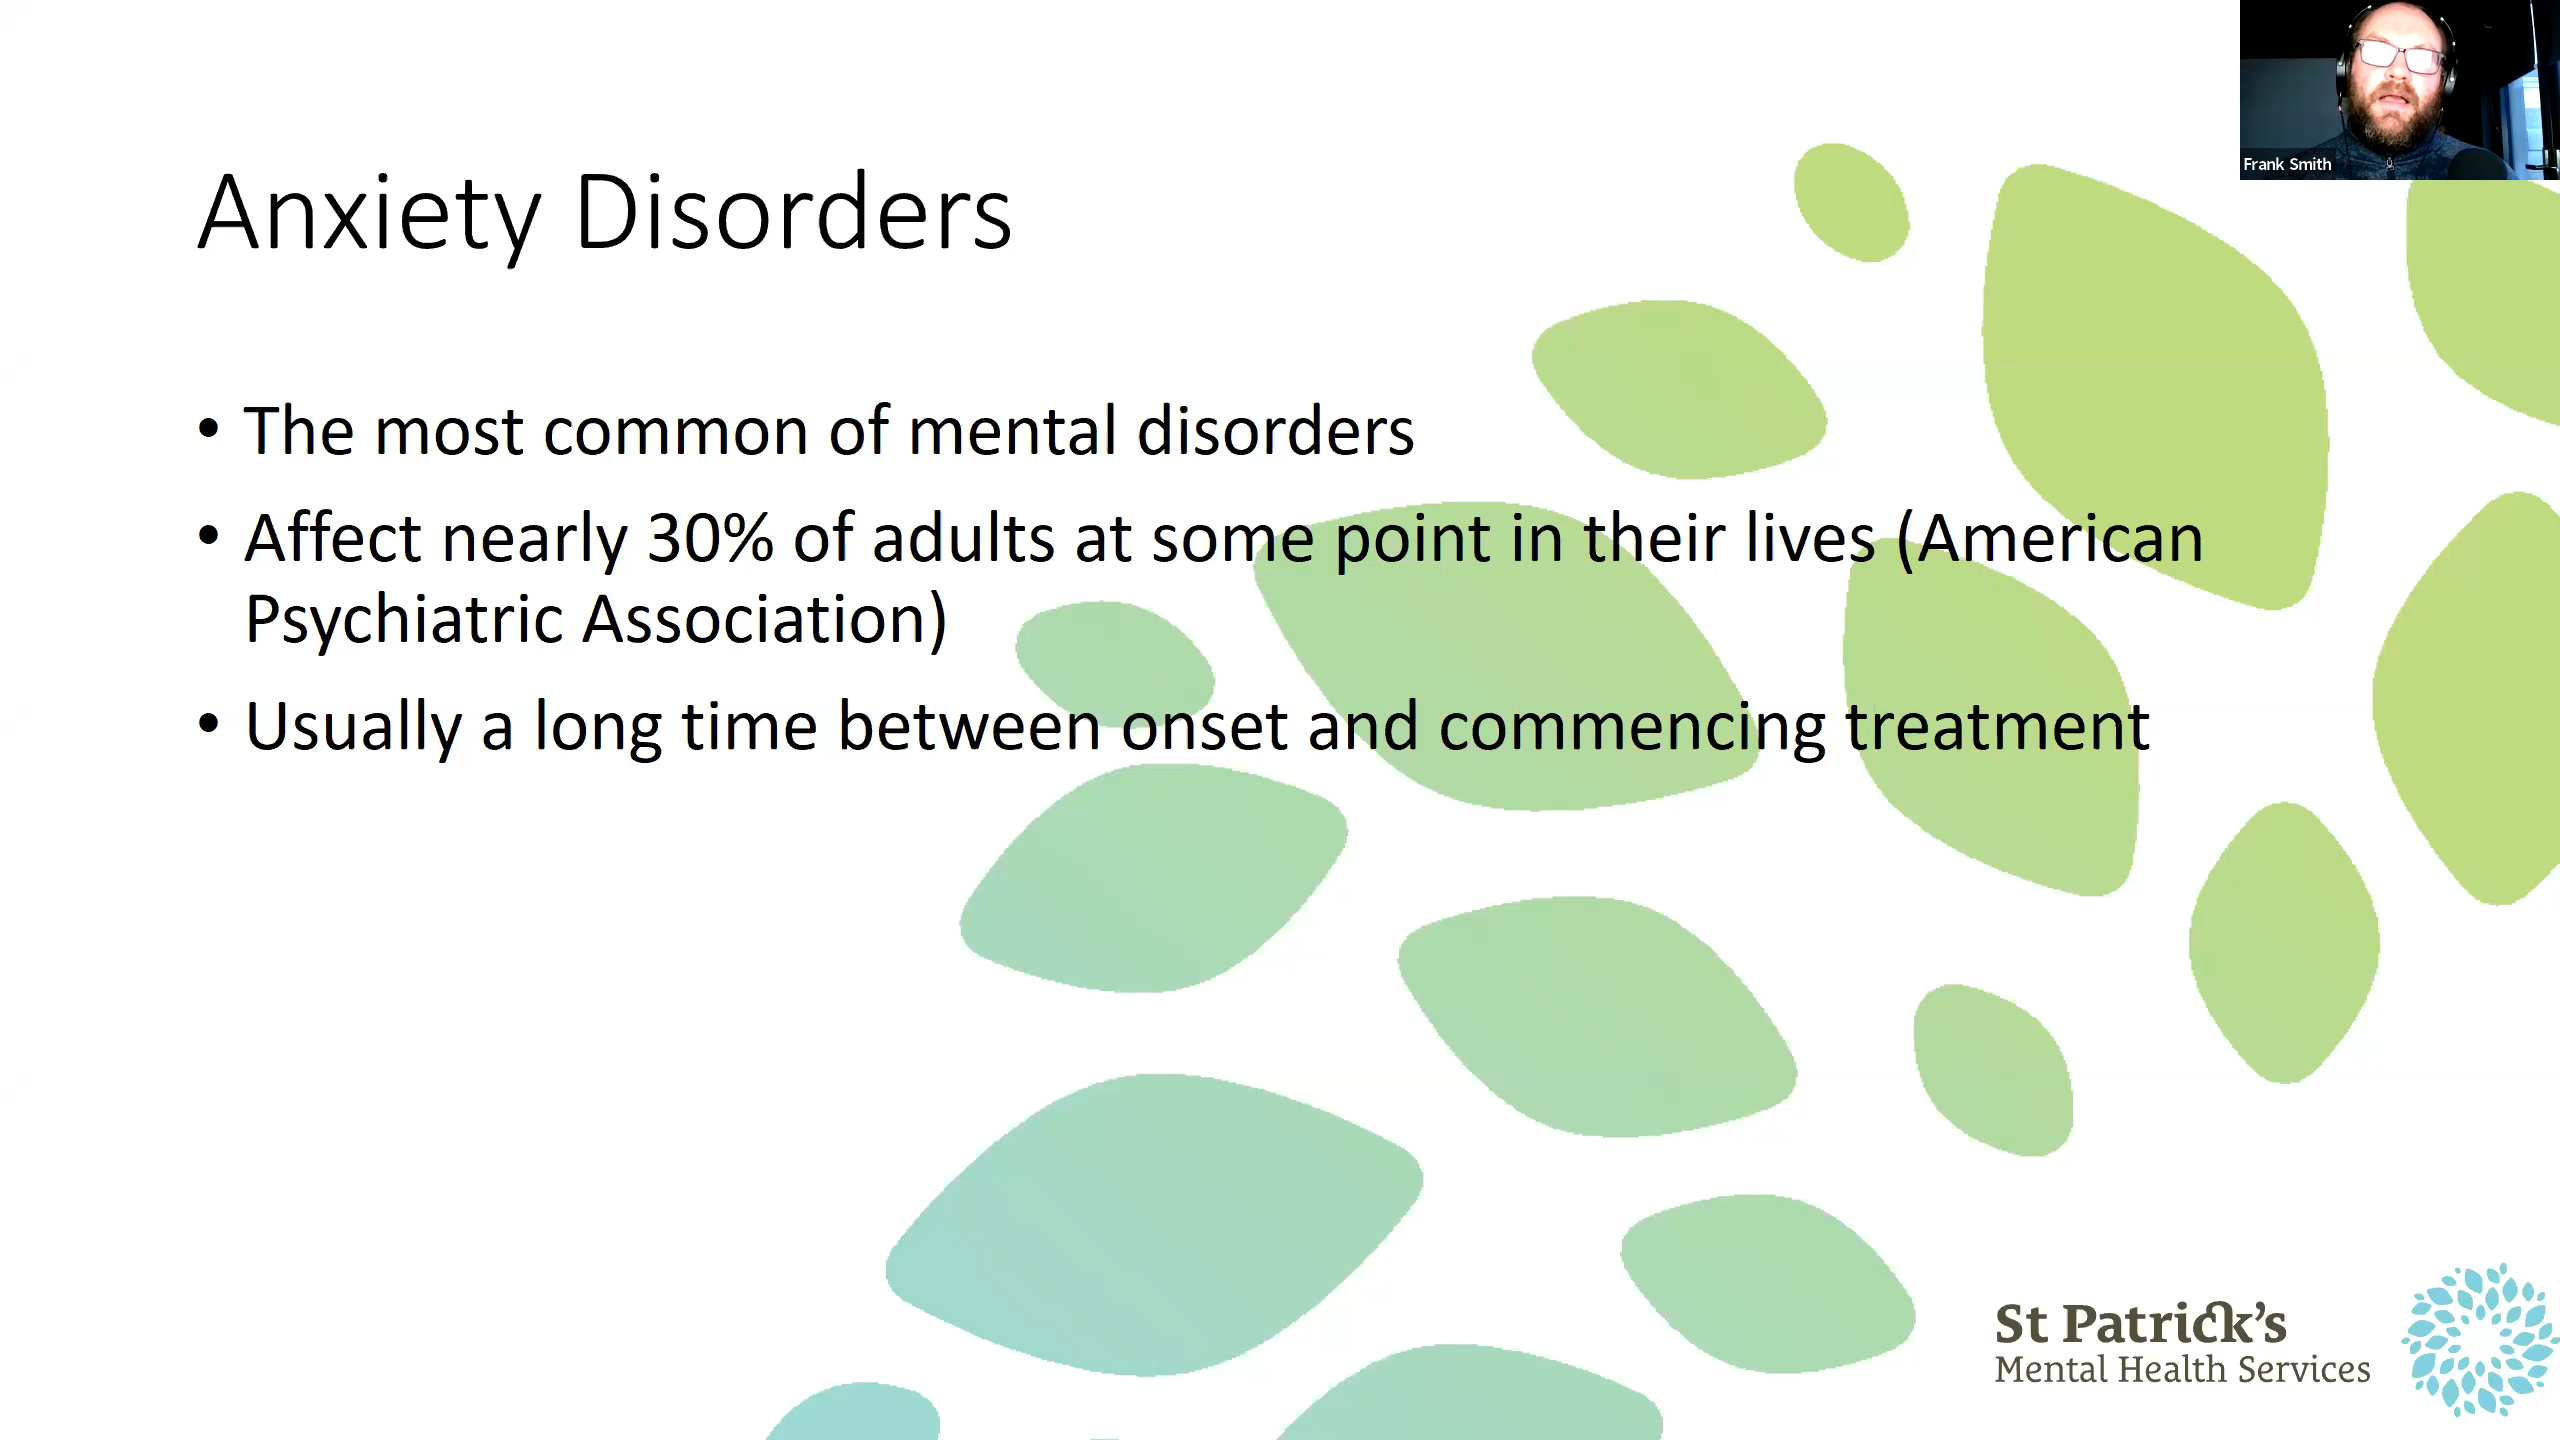 Frank Smith
Anxiety Disorders
• The most common of mental disorders
• Affect nearly 30% of adults at some point in their lives (American
Psychiatric Association)
• Usually a long time between onset and commencing treatment
St Patrick's
Mental Health Services